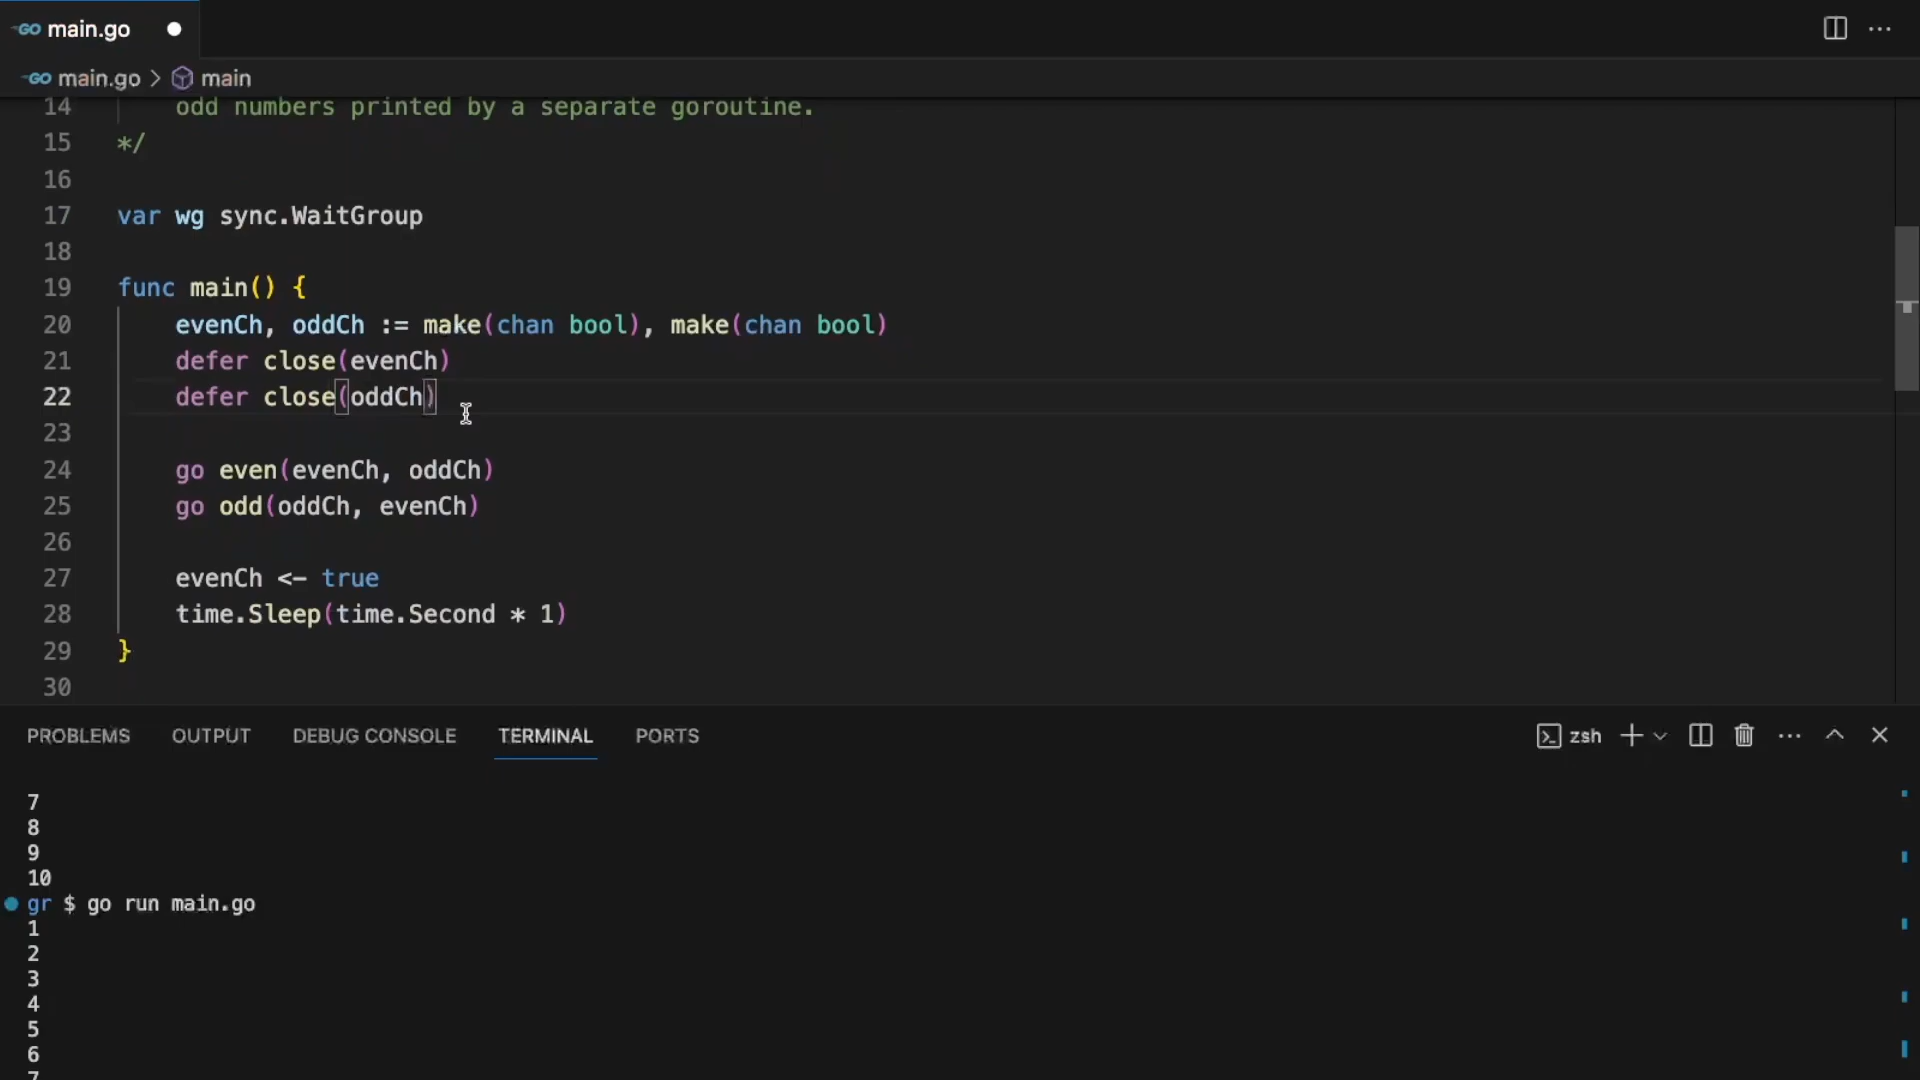 GO main.go
GO main.go > main
14 odd numbers printed by a separate goroutine.
15 */
16
17 var wg sync.WaitGroup
18
19 func main() {
20 evenCh, oddCh := make(chan bool), make(chan bool)
21 defer close(evenCh)
22 defer close(oddCh)
23
24 go even(evenCh, oddCh)
25 go odd(oddCh, evenCh)
26
27 evenCh <- true
28 time.Sleep(time.Second * 1)
29 }
30
PROBLEMS OUTPUT DEBUG CONSOLE TERMINAL PORTS zsh
7
8
9
10
gr $ go run main.go
1
2
3
4
5
6
7